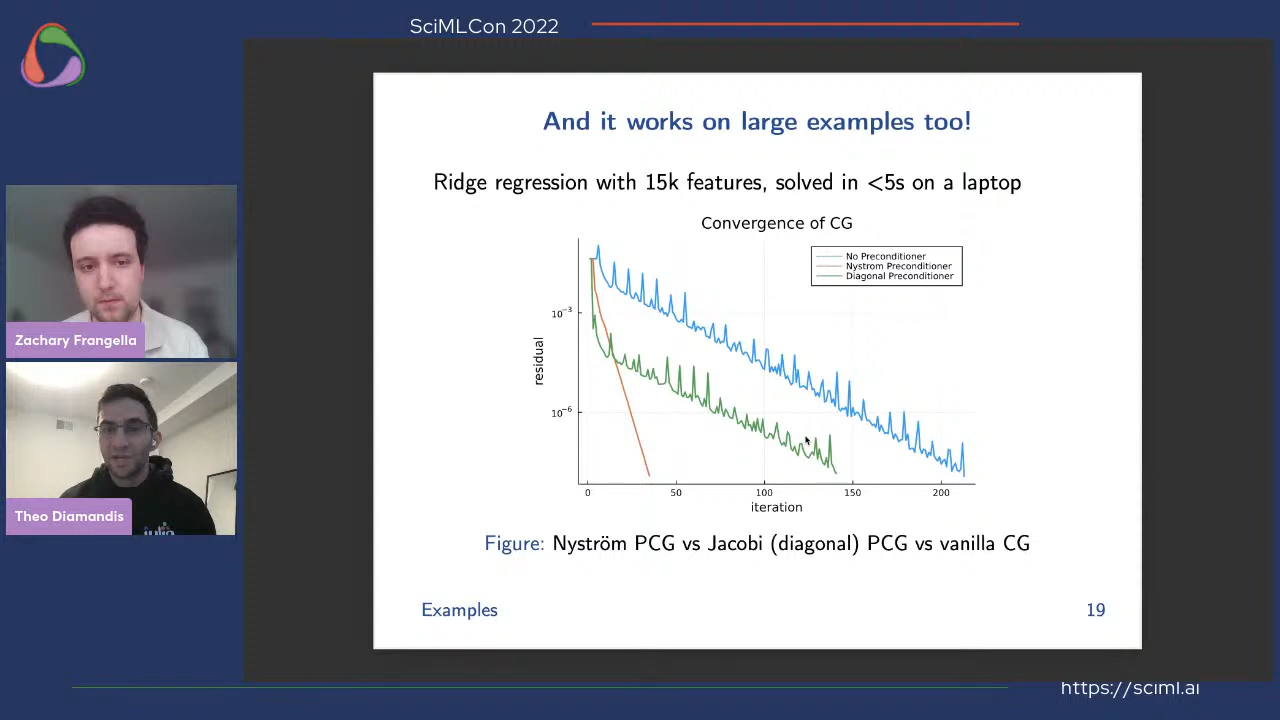 SciMLCon 2022
And it works on large examples too!
Ridge regression with 15k features, solved in <5s on a laptop
Convergence of CG
No Preconditioner
Nystrom Preconditioner
Diagonal Preconditioner
10⁻³
10⁻⁶
residual
0 50 100 150 200
iteration
Figure: Nyström PCG vs Jacobi (diagonal) PCG vs vanilla CG
Examples 19
Zachary Frangella
Theo Diamandis
julia
https://sciml.ai